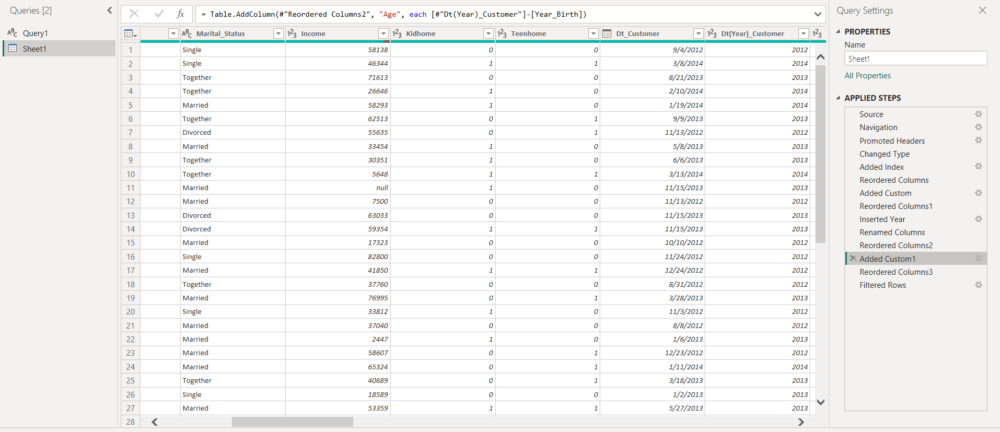 Queries [2]
Query1
Sheet1
fx = Table.AddColumn(#"Reordered Columns2", "Age", each [#"Dt(Year)_Customer"]-[Year_Birth])
ABC Marital_Status 123 Income 123 Kidhome 123 Teenhome Dt_Customer 123 Dt(Year)_Customer 123
1 Single 58138 0 0 9/4/2012 2012
2 Single 46344 1 1 3/8/2014 2014
3 Together 71613 0 0 8/21/2013 2013
4 Together 26646 1 0 2/10/2014 2014
5 Married 58293 1 0 1/19/2014 2014
6 Together 62513 0 1 9/9/2013 2013
7 Divorced 55635 0 1 11/13/2012 2012
8 Married 33454 1 0 5/8/2013 2013
9 Together 30351 1 0 6/6/2013 2013
10 Together 5648 1 1 3/13/2014 2014
11 Married null 1 0 11/15/2013 2013
12 Married 7500 0 0 11/13/2012 2012
13 Divorced 63033 0 0 11/15/2013 2013
14 Divorced 59354 1 1 11/15/2013 2013
15 Married 17323 0 0 10/10/2012 2012
16 Single 82800 0 0 11/24/2012 2012
17 Married 41850 1 1 12/24/2012 2012
18 Together 37760 0 0 8/31/2012 2012
19 Married 76995 0 1 3/28/2013 2013
20 Single 33812 1 0 11/3/2012 2012
21 Married 37040 0 0 8/8/2012 2012
22 Married 2447 1 0 1/6/2013 2013
23 Married 58607 0 1 12/23/2012 2012
24 Married 65324 0 1 1/11/2014 2014
25 Together 40689 0 1 3/18/2013 2013
26 Single 18589 0 0 1/2/2013 2013
27 Married 53359 1 1 5/27/2013 2013
28
Query Settings
PROPERTIES
Name
Sheet1
All Properties
APPLIED STEPS
Source
Navigation
Promoted Headers
Changed Type
Added Index
Reordered Columns
Added Custom
Reordered Columns1
Inserted Year
Renamed Columns
Reordered Columns2
Added Custom1
Reordered Columns3
Filtered Rows